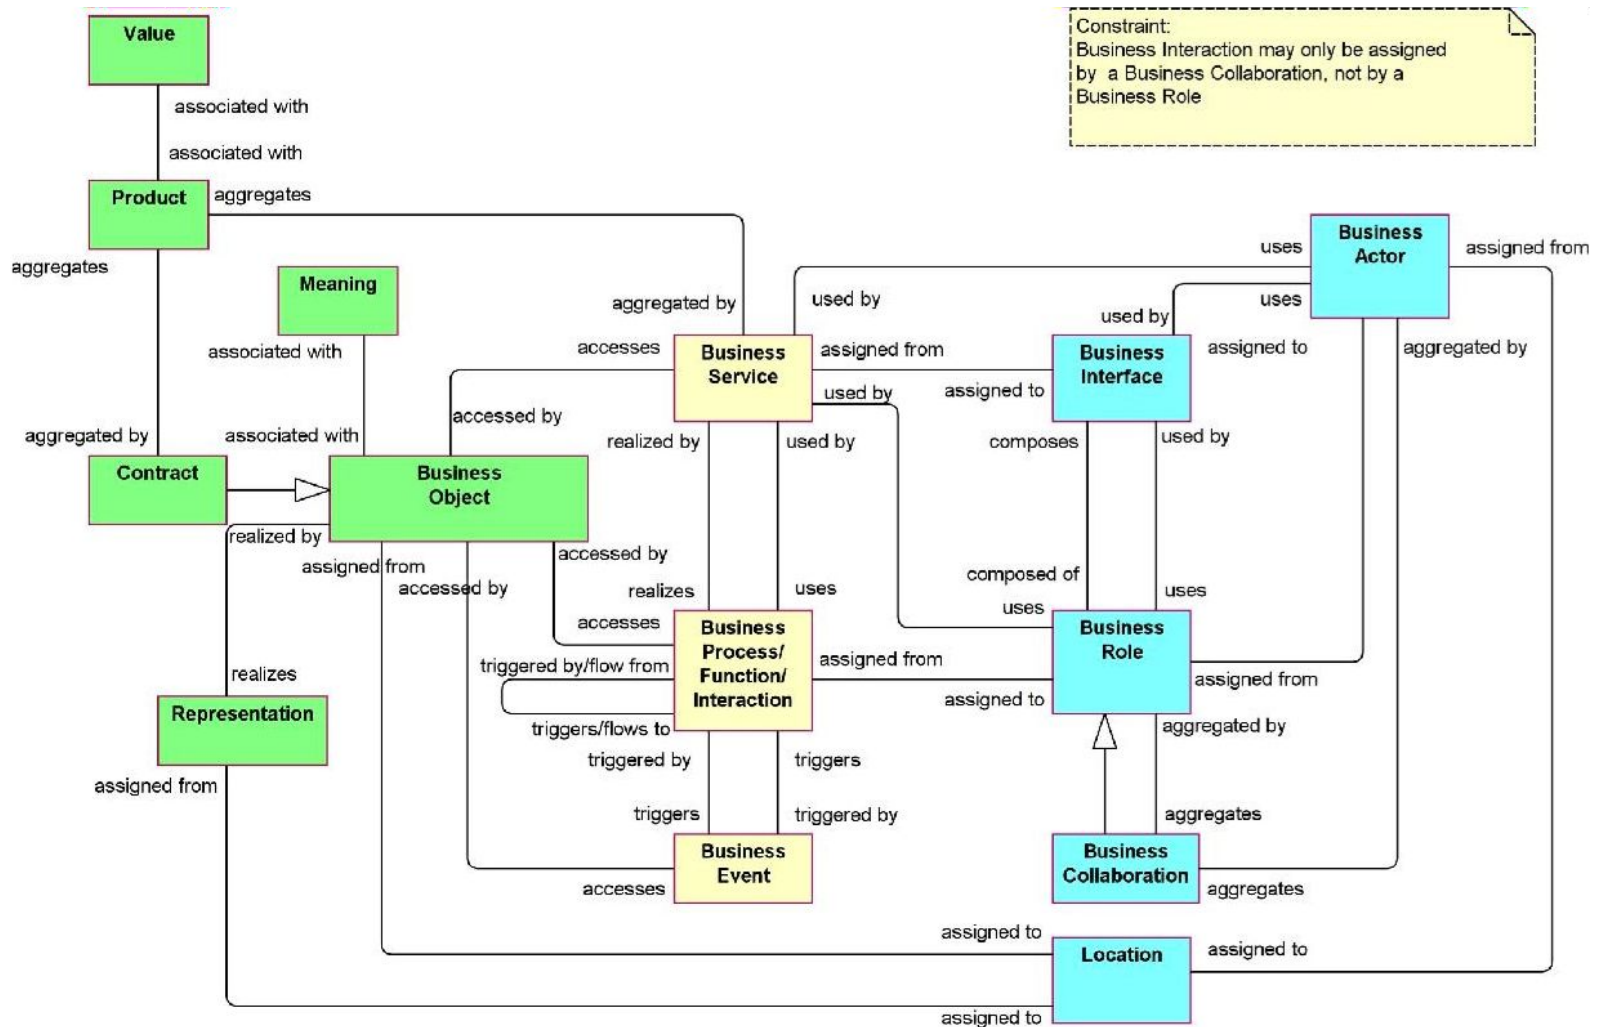 Value
Constraint:
Business Interaction may only be assigned
by a Business Collaboration, not by a
Business Role
associated with
associated with
Product
aggregates
aggregates
Meaning
aggregated by
used by
uses
Business
Actor
assigned from
uses
used by
associated with
accesses
Business
Service
assigned from
Business
Interface
assigned to
aggregated by
assigned to
used by
accessed by
aggregated by
associated with
realized by
used by
composes
used by
Contract
Business
Object
realized by
assigned from
accessed by
accessed by
realizes
uses
composed of
uses
uses
accesses
Business
Process/
Function/
Interaction
assigned from
Business
Role
triggered by/flow from
assigned to
assigned from
realizes
Representation
triggers/flows to
triggered by
triggers
aggregated by
assigned from
triggers
triggered by
aggregates
Business
Event
Business
Collaboration
accesses
aggregates
assigned to
Location
assigned to
assigned to